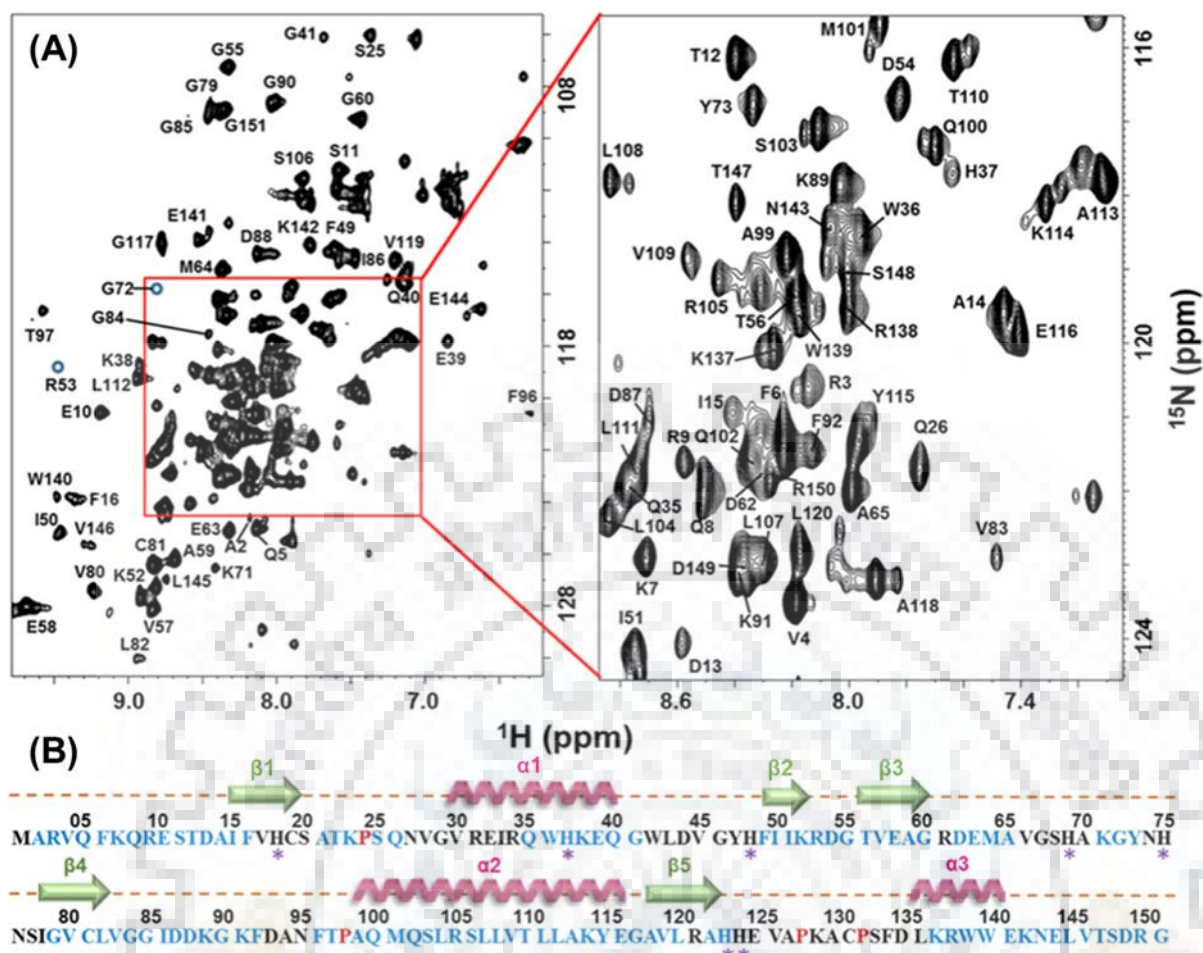 (A)
G41
S25
G55
G79
G90
G60
G85
G151
S106
S11
E141
K142
F49
G117
D88
V119
M64
I86
G72
Q40
E144
G84
T97
K38
E39
R53
L112
E10
F96
W140
F16
I50
V146
E63
A2
Q5
C81
A59
K71
V80
K52
L145
E58
V57
L82
108
118
128
9.0 8.0 7.0
M101
T12
D54
T110
Y73
S103
Q100
L108
H37
T147
K89
N143
W36
A113
A99
K114
V109
S148
R105
A14
T56
R138
E116
K137
W139
R3
D87
I15
F6
Y115
L111
Q102
F92
R9
Q26
Q35
D62
R150
L104
Q8
L107
L120
A65
V83
D149
K7
K91
A118
I51
V4
D13
116
120
124
15N (ppm)
8.6 8.0 7.4
1H (ppm)
(B)
β1 α1 β2 β3
05 10 15 20 25 30 35 40 45 50 55 60 65 70 75
MARVQ FKQRE STDAI FVHCS ATKPS QNVGV REIRQ WHKEQ GWLDV GYHFI IKRDG TVEAG RDEMA VGSHA KGYNH
* * * * *
β4 α2 β5 α3
80 85 90 95 100 105 110 115 120 125 130 135 140 145 150
NSIGV CLVGG IDDKG KFDAN FTPAQ MQSLR SLLVT LLAKY EGAVL RAHHE VAPKA CPSFD LKRWW EKNEL VTSDR G
* *